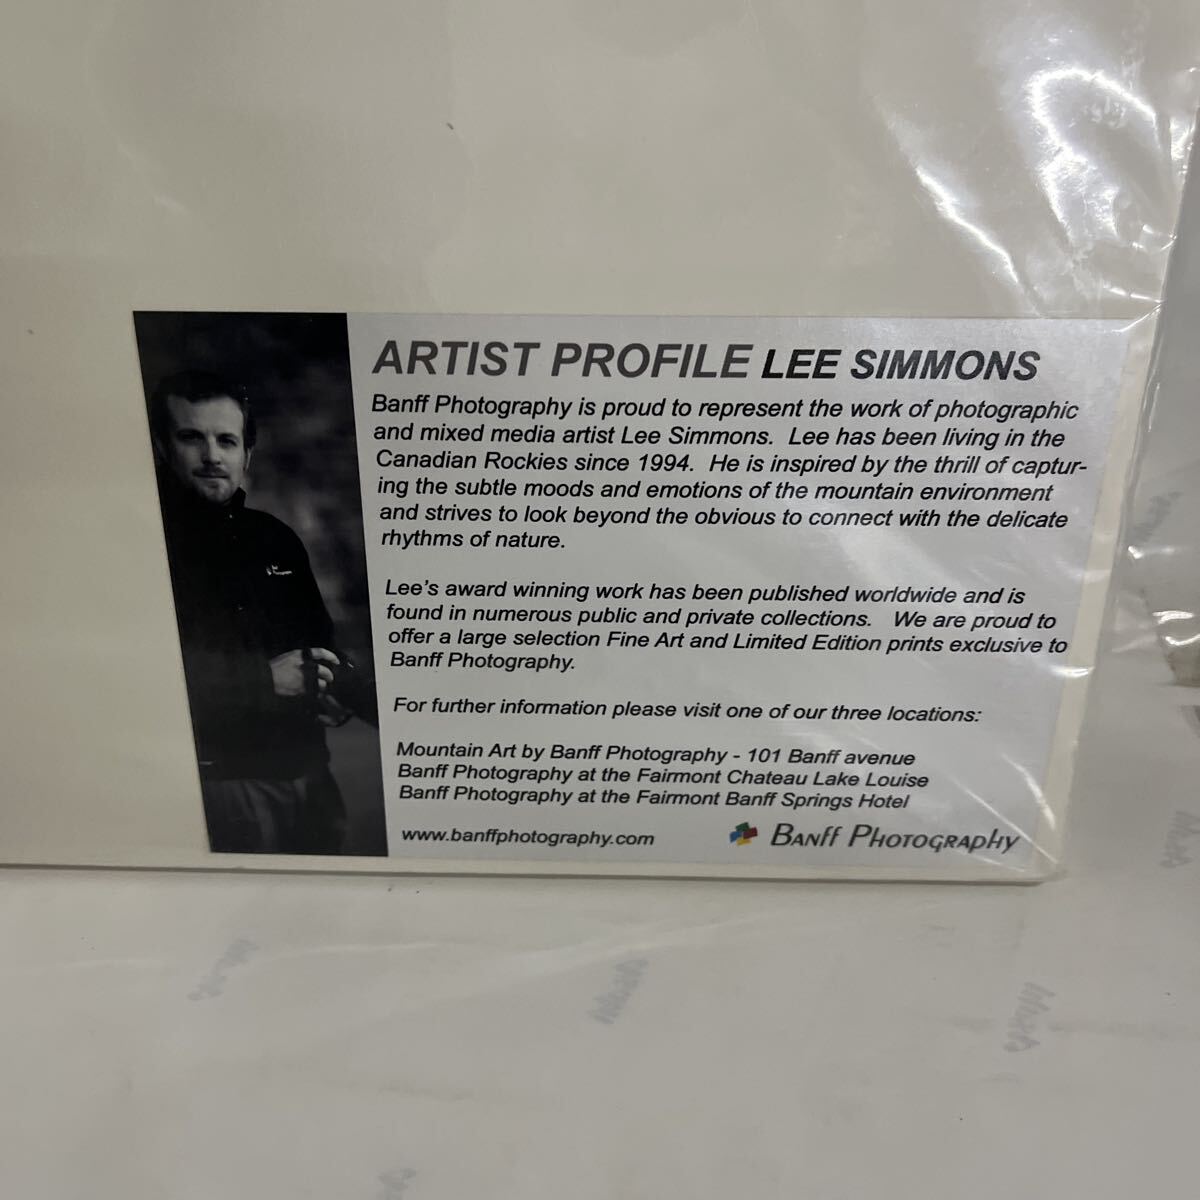 ARTIST PROFILE LEE SIMMONS
Banff Photography is proud to represent the work of photographic
and mixed media artist Lee Simmons.  Lee has been living in the
Canadian Rockies since 1994.  He is inspired by the thrill of captur-
ing the subtle moods and emotions of the mountain environment
and strives to look beyond the obvious to connect with the delicate
rhythms of nature.
Lee's award winning work has been published worldwide and is
found in numerous public and private collections.   We are proud to
offer a large selection Fine Art and Limited Edition prints exclusive to
Banff Photography.
For further information please visit one of our three locations:
Mountain Art by Banff Photography - 101 Banff avenue
Banff Photography at the Fairmont Chateau Lake Louise
Banff Photography at the Fairmont Banff Springs Hotel
www.banffphotography.com
BANFF PHOTOGRAPHY